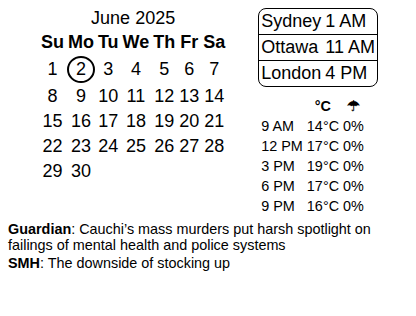 June 2025
Su Mo Tu We Th Fr Sa
1 2 3 4 5 6 7
8 9 10 11 12 13 14
15 16 17 18 19 20 21
22 23 24 25 26 27 28
29 30
Sydney 1 AM
Ottawa 11 AM
London 4 PM
°C ☂
9 AM 14°C 0%
12 PM 17°C 0%
3 PM 19°C 0%
6 PM 17°C 0%
9 PM 16°C 0%
Guardian: Cauchi’s mass murders put harsh spotlight on
failings of mental health and police systems
SMH: The downside of stocking up